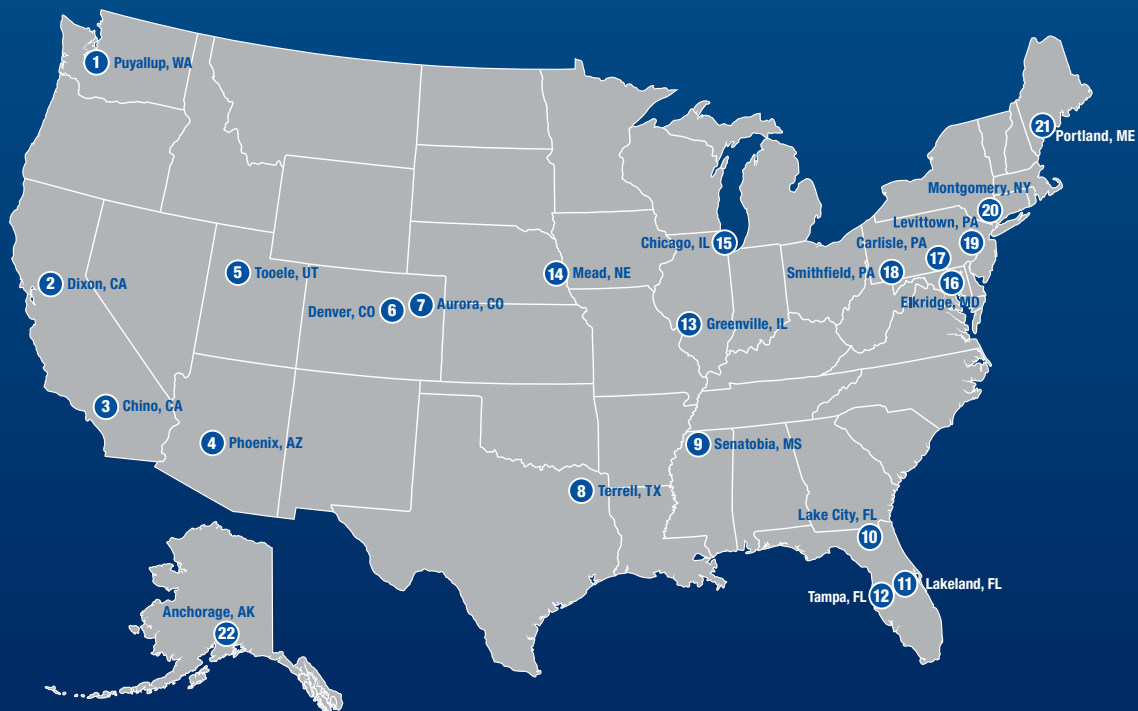 1 Puyallup, WA
2 Dixon, CA
3 Chino, CA
4 Phoenix, AZ
5 Tooele, UT
Denver, CO 6
7 Aurora, CO
8 Terrell, TX
9 Senatobia, MS
Lake City, FL
10
11 Lakeland, FL
Tampa, FL 12
13 Greenville, IL
14 Mead, NE
Chicago, IL 15
16
Elkridge, MD
Carlisle, PA 17
Smithfield, PA 18
Levittown, PA
19
Montgomery, NY
20
21 Portland, ME
Anchorage, AK
22